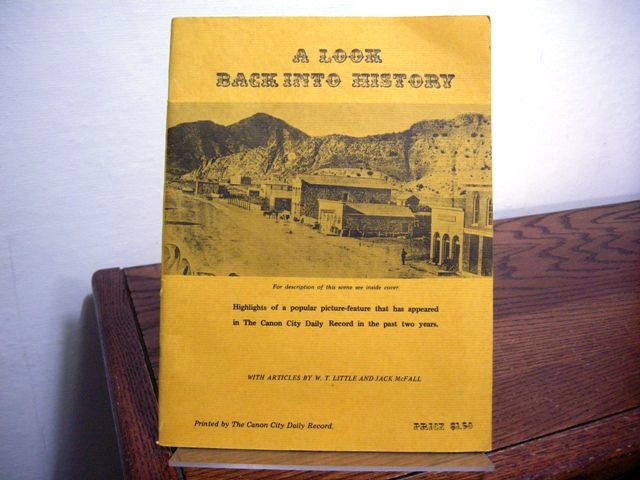 A LOOK
BACK INTO HISTORY
For description of this scene see inside cover.
Highlights of a popular picture-feature that has appeared
in The Canon City Daily Record in the past two years.
WITH ARTICLES BY W. T. LITTLE AND JACK McFALL
Printed by The Canon City Daily Record.
PRICE $1.50